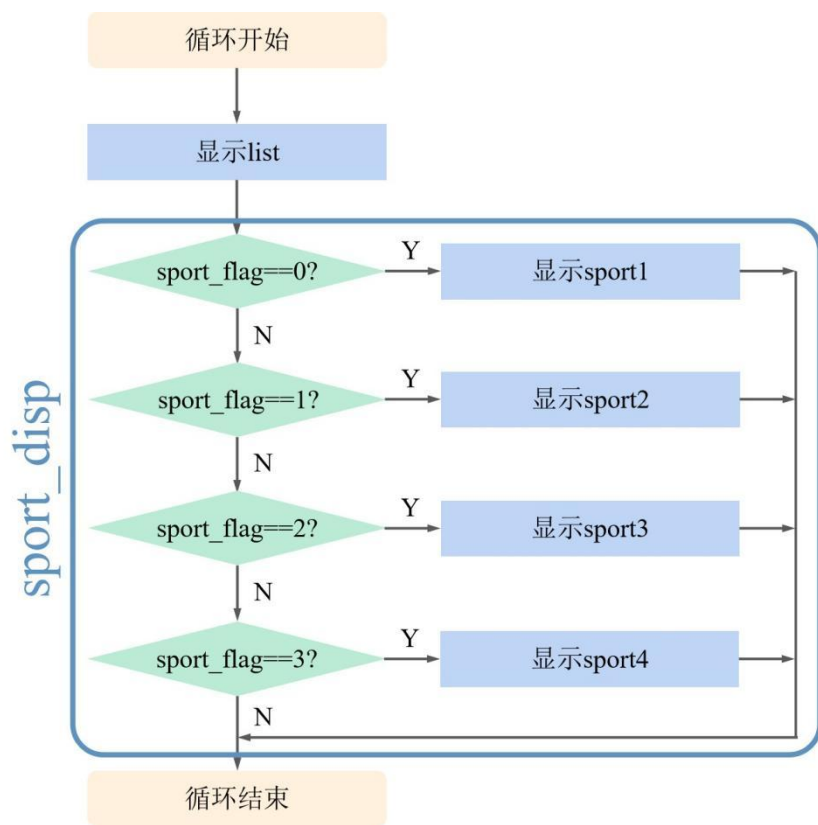 循环开始
显示list
sport_disp
sport_flag==0?
Y
显示sport1
N
sport_flag==1?
Y
显示sport2
N
sport_flag==2?
Y
显示sport3
N
sport_flag==3?
Y
显示sport4
N
循环结束